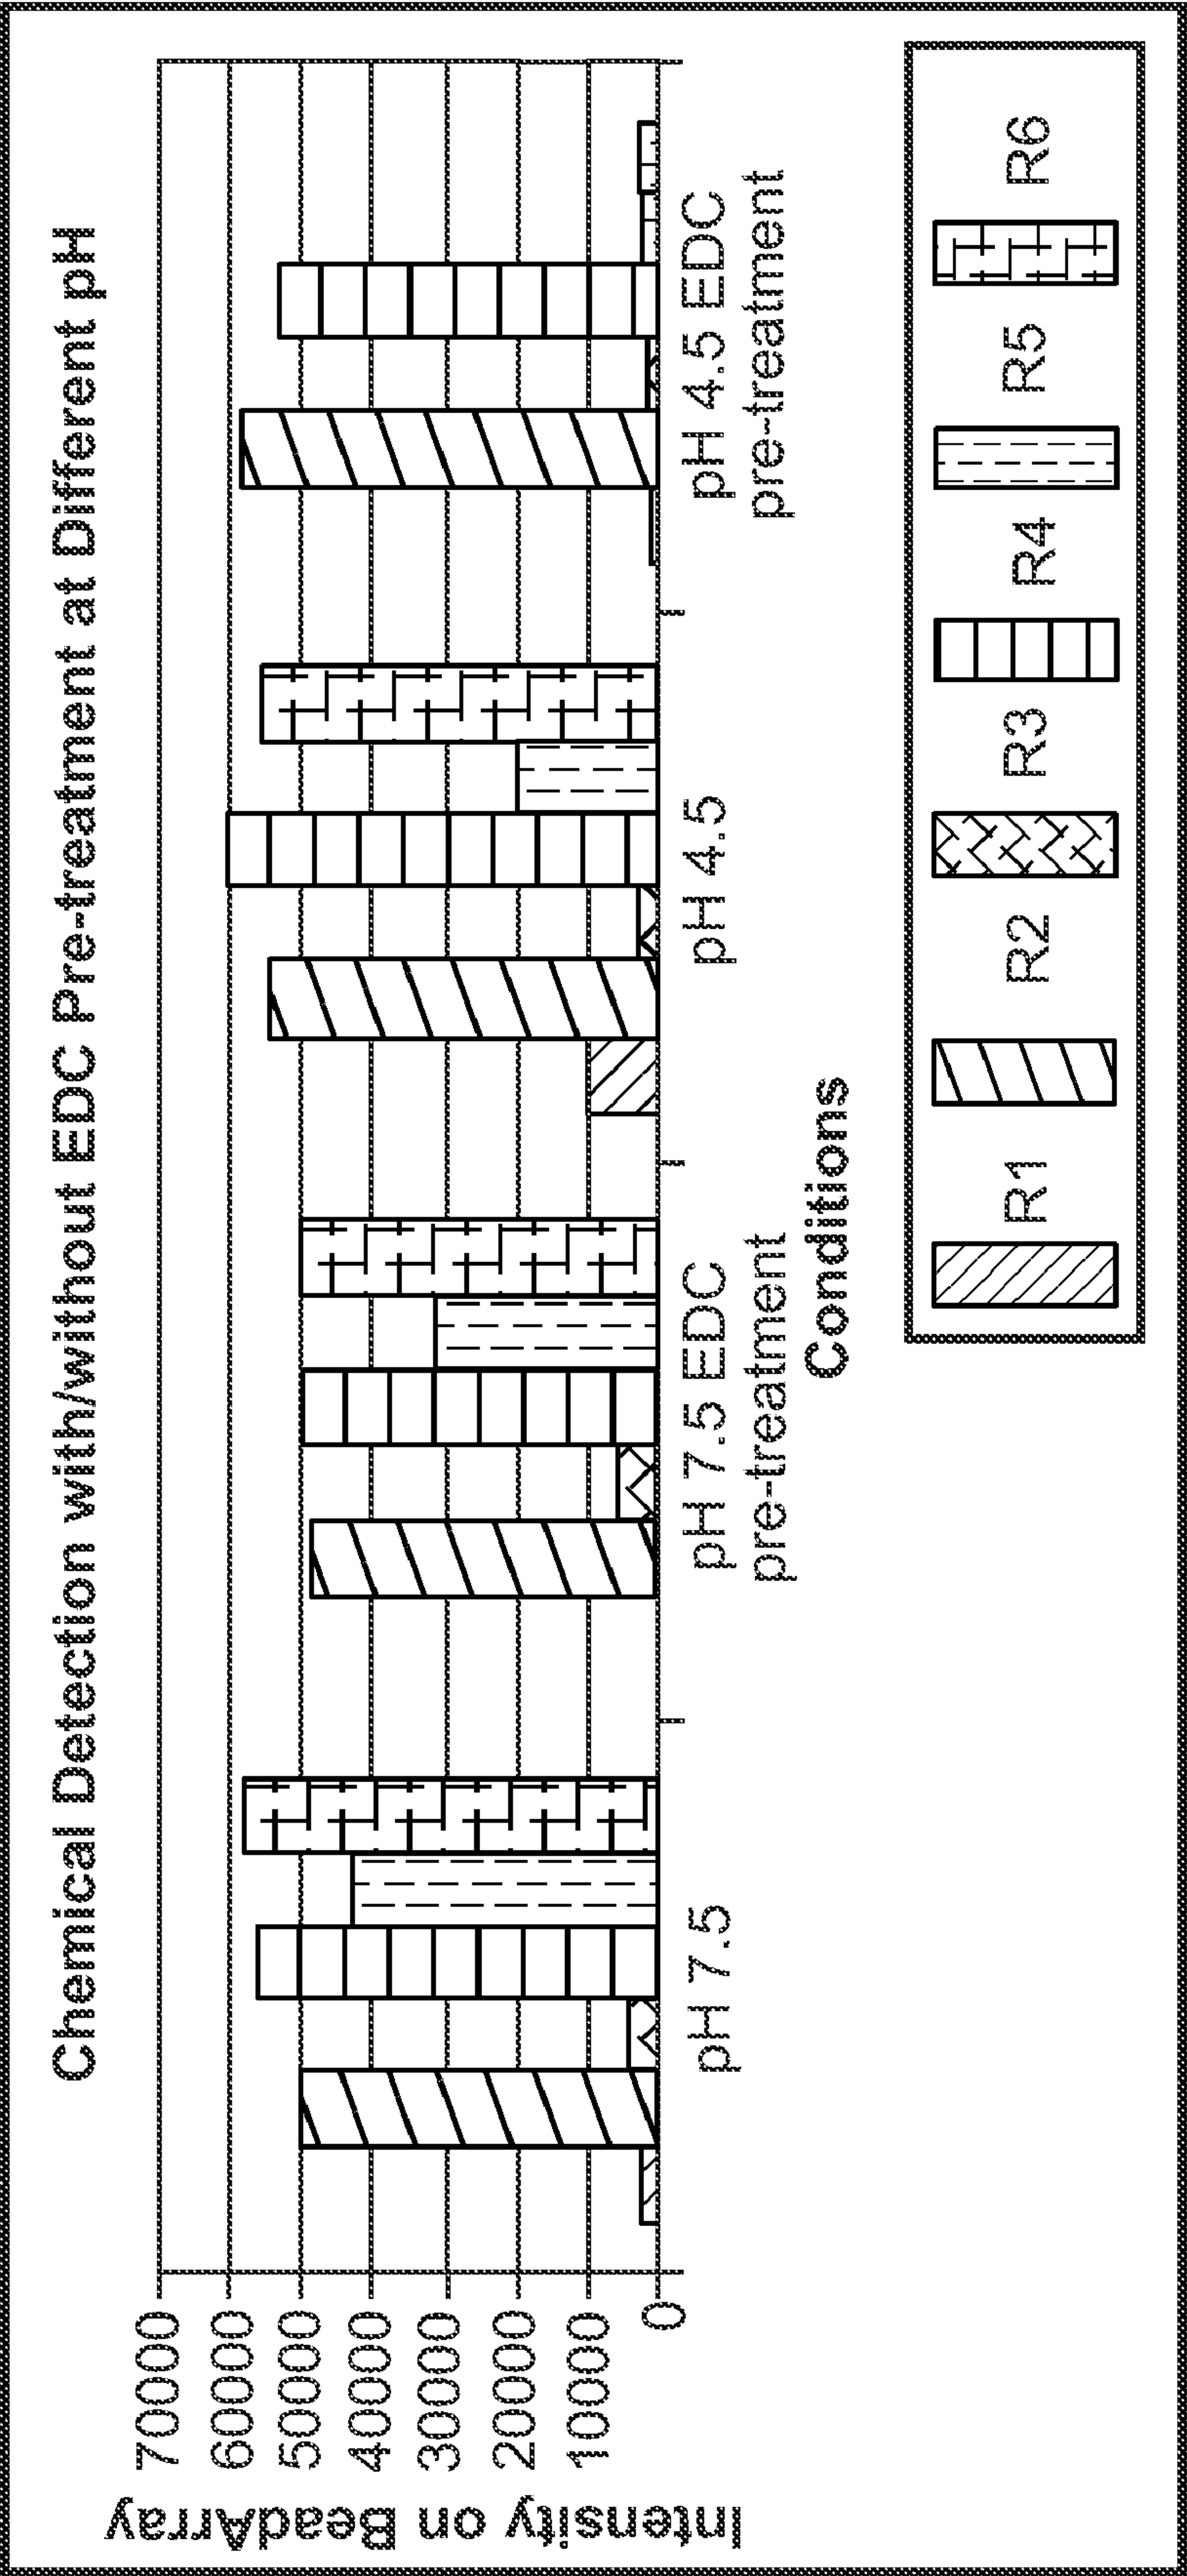 Chemical Detection with/without EDC Pre-treatment at Different pH
Intensity on BeadArray
70000
60000
50000
40000
30000
20000
10000
0
pH 7.5
pH 7.5 EDC
pre-treatment
pH 4.5
pH 4.5 EDC
pre-treatment
Conditions
R1
R2
R3
R4
R5
R6